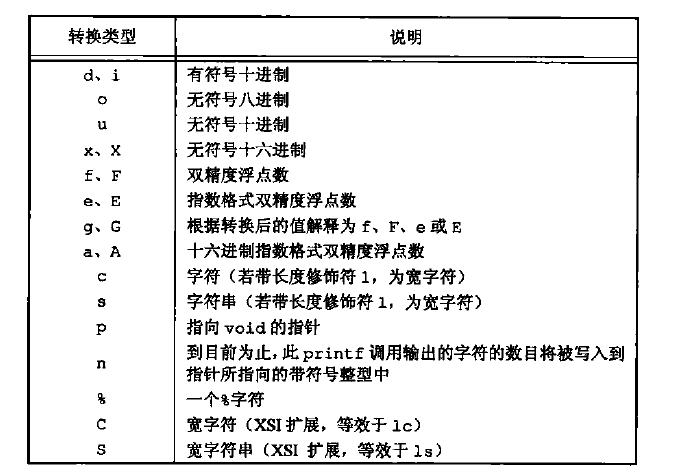 转换类型 说明
d、i 有符号十进制
o 无符号八进制
u 无符号十进制
x、X 无符号十六进制
f、F 双精度浮点数
e、E 指数格式双精度浮点数
g、G 根据转换后的值解释为 f、F、e 或 E
a、A 十六进制指数格式双精度浮点数
c 字符（若带长度修饰符 l，为宽字符）
s 字符串（若带长度修饰符 l，为宽字符）
p 指向 void 的指针
n 到目前为止，此 printf 调用输出的字符的数目将被写入到
指针所指向的带符号整型中
% 一个%字符
C 宽字符（XSI 扩展，等效于 lc）
S 宽字符串（XSI 扩展，等效于 ls）